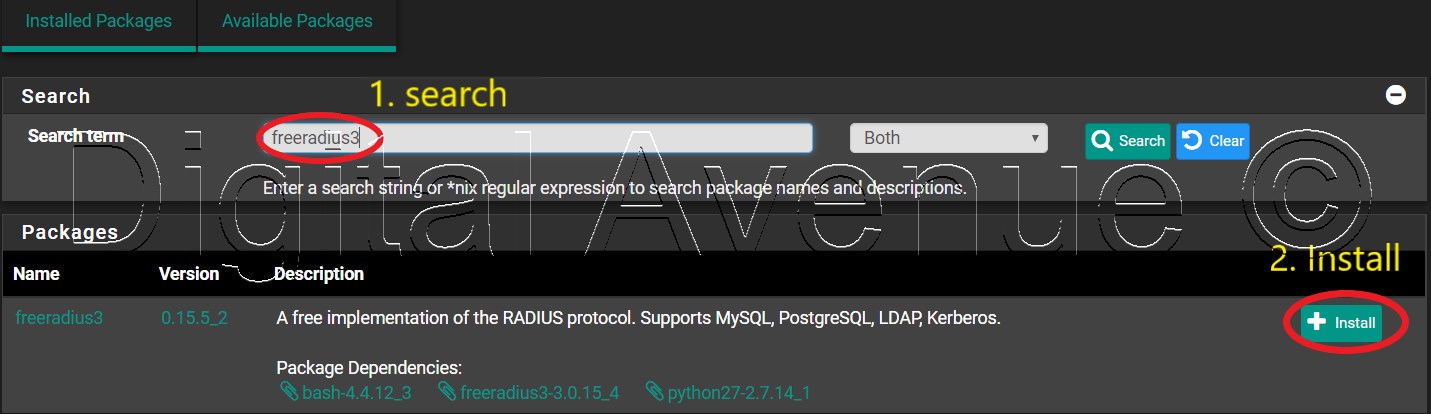 Installed Packages
Available Packages
1. search
Search
Search term
freeradius3
Both
Search
Clear
Enter a search string or *nix regular expression to search package names and descriptions.
Digital Avenue ©
Packages
2. Install
Name
Version
Description
freeradius3
0.15.5_2
A free implementation of the RADIUS protocol. Supports MySQL, PostgreSQL, LDAP, Kerberos.
Install
Package Dependencies:
bash-4.4.12_3
freeradius3-3.0.15_4
python27-2.7.14_1